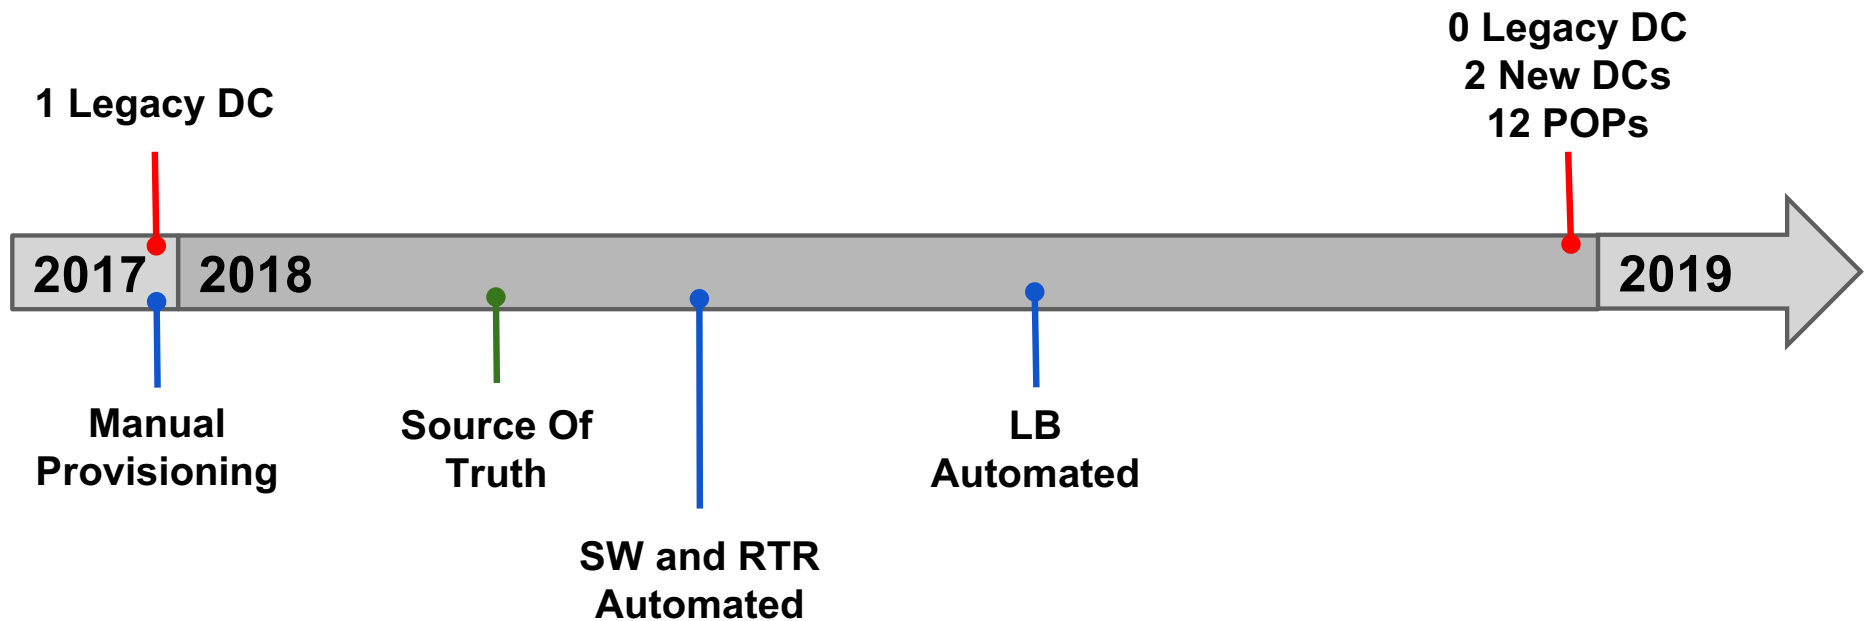 0 Legacy DC
2 New DCs
12 POPs
1 Legacy DC
2017
2018
2019
Manual
Provisioning
Source Of
Truth
SW and RTR
Automated
LB
Automated